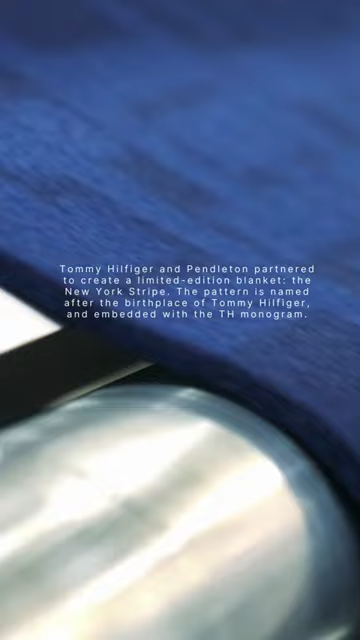 Tommy Hilfiger and Pendleton partnered
to create a limited-edition blanket: the
New York Stripe. The pattern is named
after the birthplace of Tommy Hilfiger,
and embedded with the TH monogram.